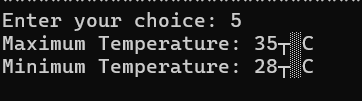 Enter your choice: 5
Maximum Temperature: 35┬░C
Minimum Temperature: 28┬░C